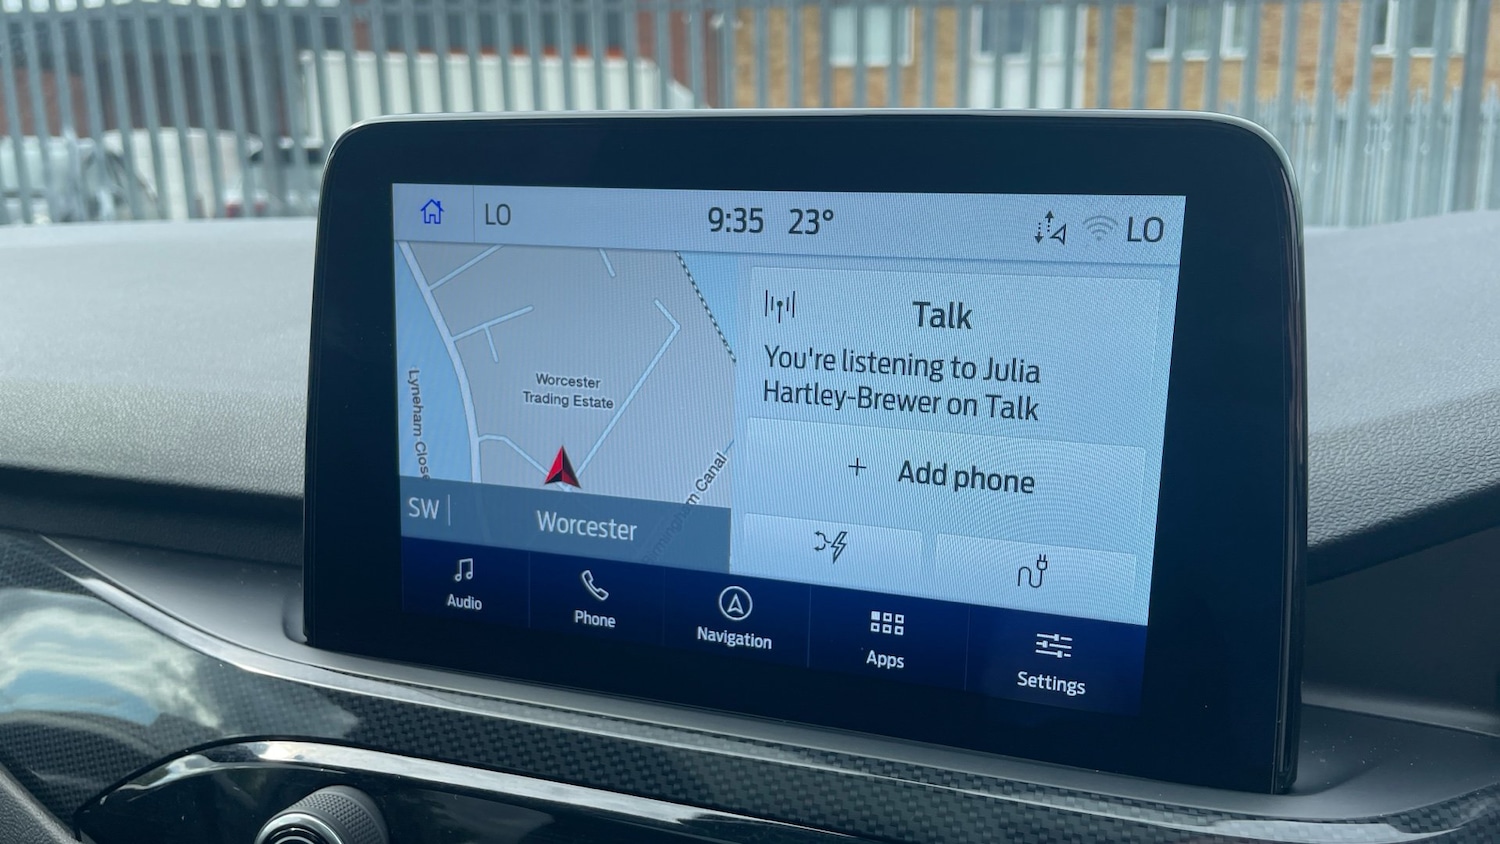 LO
9:35 23°
LO
Talk
You're listening to Julia
Hartley-Brewer on Talk
Worcester
Trading Estate
Lyneham Close
Canal
+ Add phone
SW
Worcester
Audio
Phone
Navigation
Apps
Settings